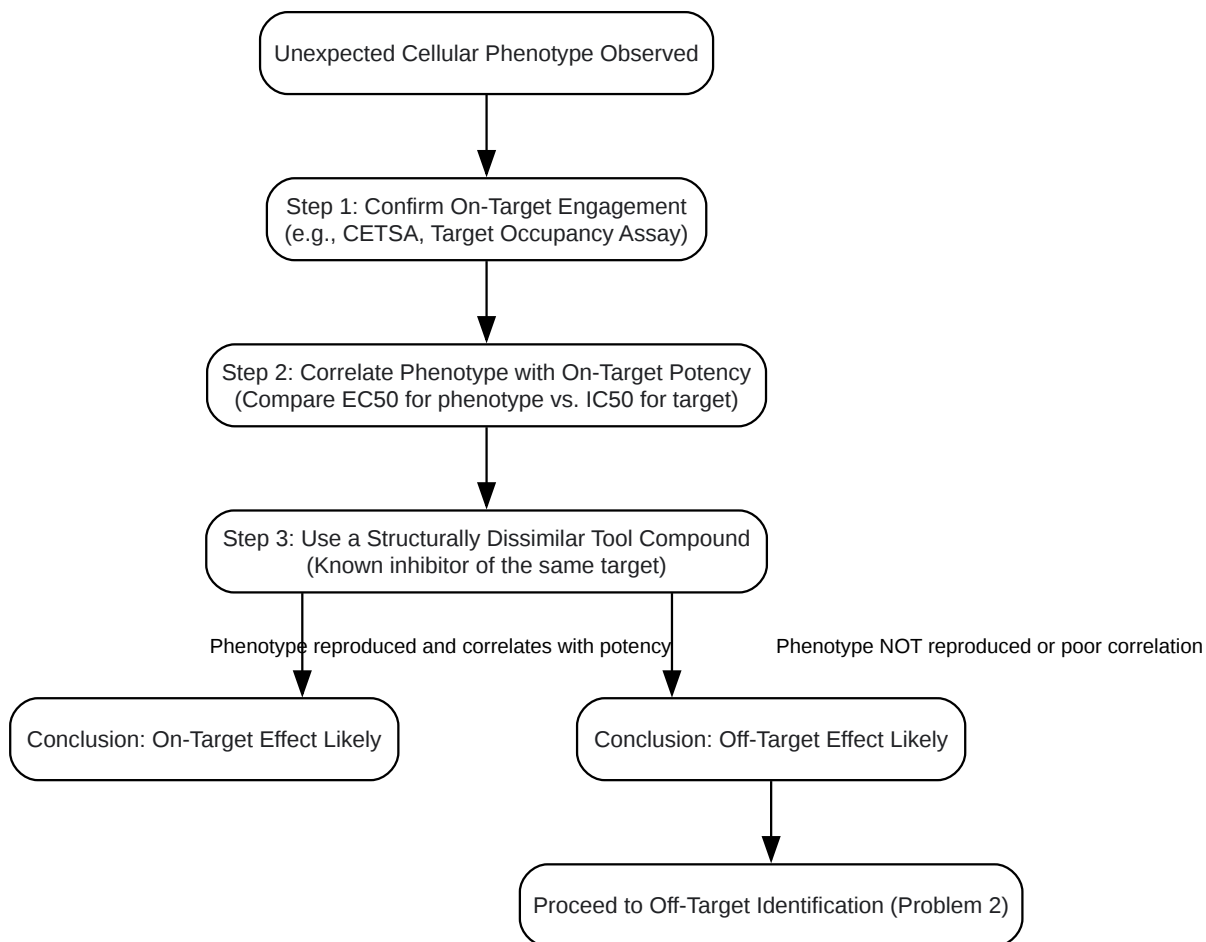 Unexpected Cellular Phenotype Observed
Step 1: Confirm On-Target Engagement
(e.g., CETSA, Target Occupancy Assay)
Step 2: Correlate Phenotype with On-Target Potency
(Compare EC50 for phenotype vs. IC50 for target)
Step 3: Use a Structurally Dissimilar Tool Compound
(Known inhibitor of the same target)
Phenotype reproduced and correlates with potency
Phenotype NOT reproduced or poor correlation
Conclusion: On-Target Effect Likely
Conclusion: Off-Target Effect Likely
Proceed to Off-Target Identification (Problem 2)